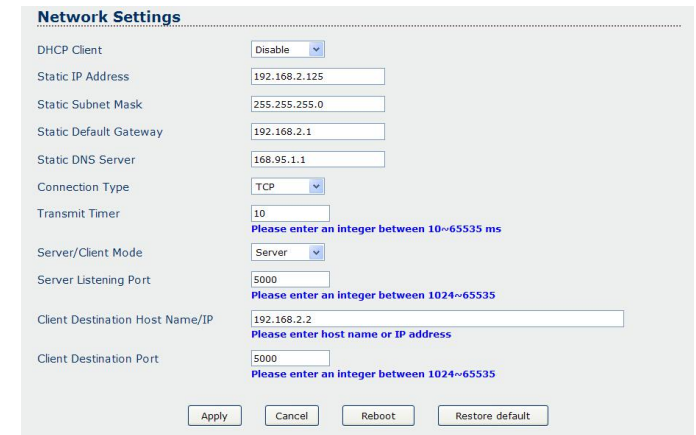 Network Settings
DHCP Client Disable
Static IP Address 192.168.2.125
Static Subnet Mask 255.255.255.0
Static Default Gateway 192.168.2.1
Static DNS Server 168.95.1.1
Connection Type TCP
Transmit Timer 10
Please enter an integer between 10~65535 ms
Server/Client Mode Server
Server Listening Port 5000
Please enter an integer between 1024~65535
Client Destination Host Name/IP 192.168.2.2
Please enter host name or IP address
Client Destination Port 5000
Please enter an integer between 1024~65535
Apply Cancel Reboot Restore default